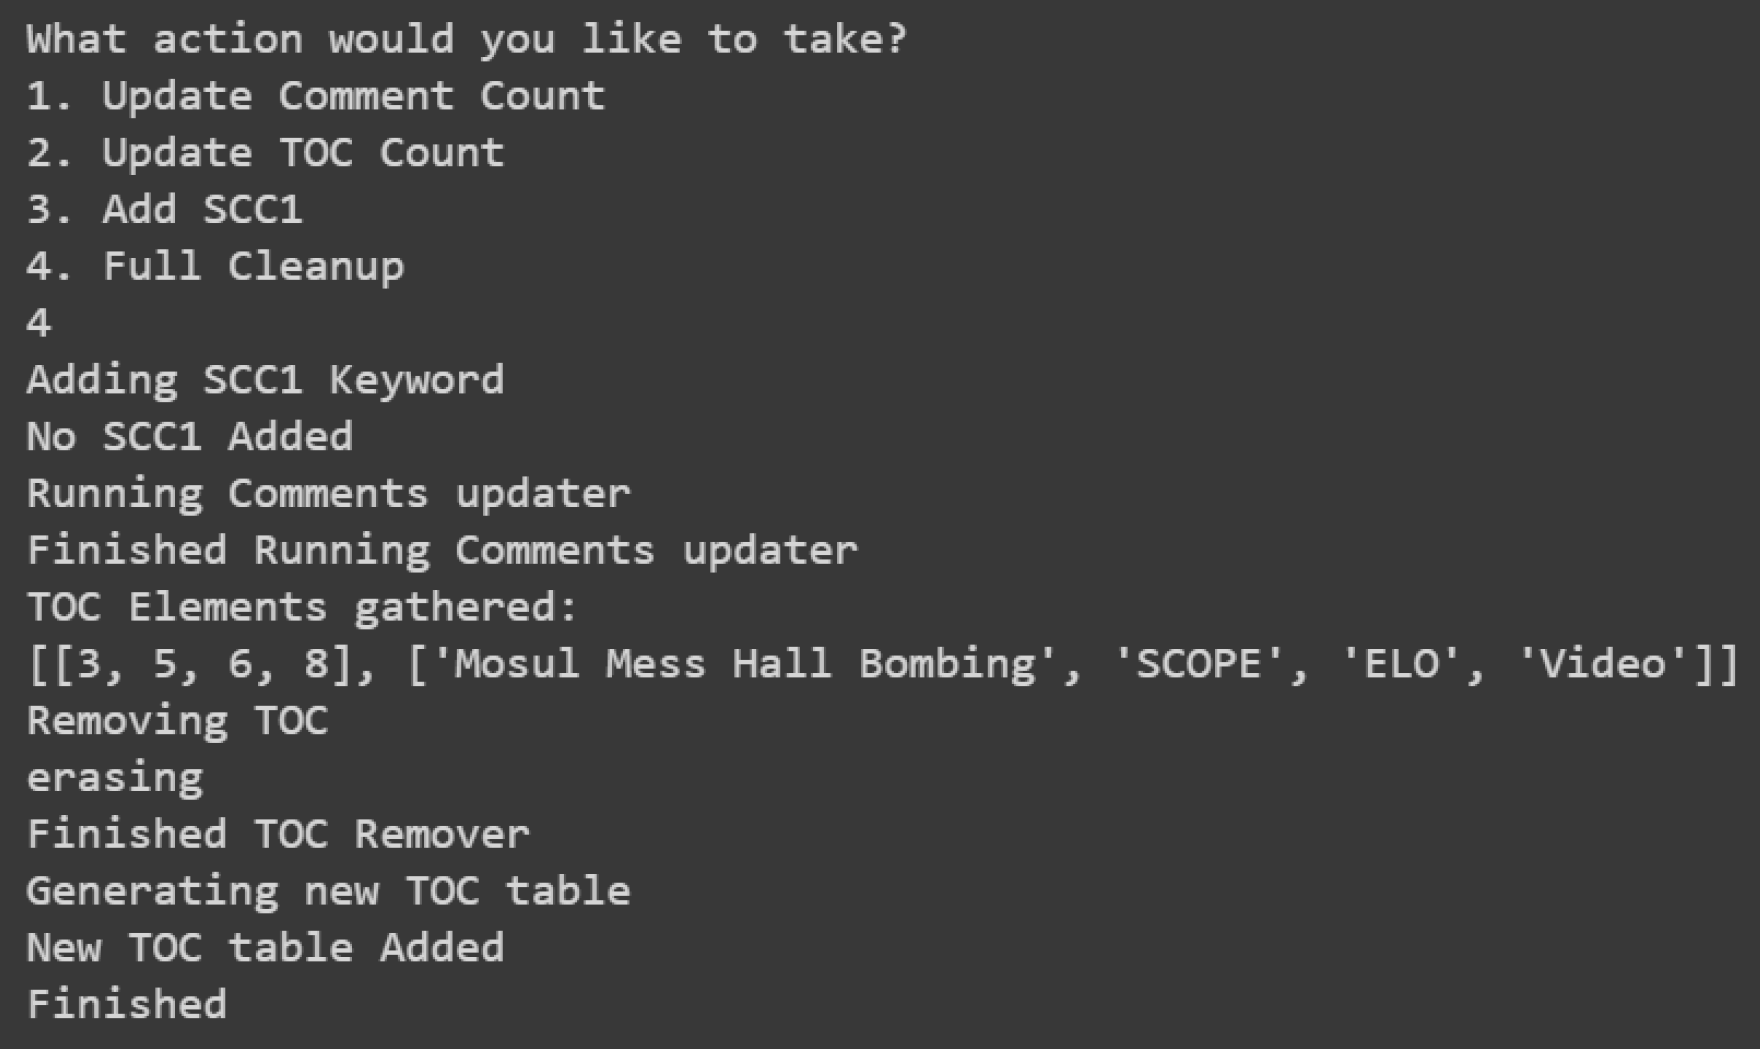 What action would you like to take?
1. Update Comment Count
2. Update TOC Count
3. Add SCC1
4. Full Cleanup
4
Adding SCC1 Keyword
No SCC1 Added
Running Comments updater
Finished Running Comments updater
TOC Elements gathered:
[[3, 5, 6, 8], ['Mosul Mess Hall Bombing', 'SCOPE', 'ELO', 'Video']]
Removing TOC
erasing
Finished TOC Remover
Generating new TOC table
New TOC table Added
Finished